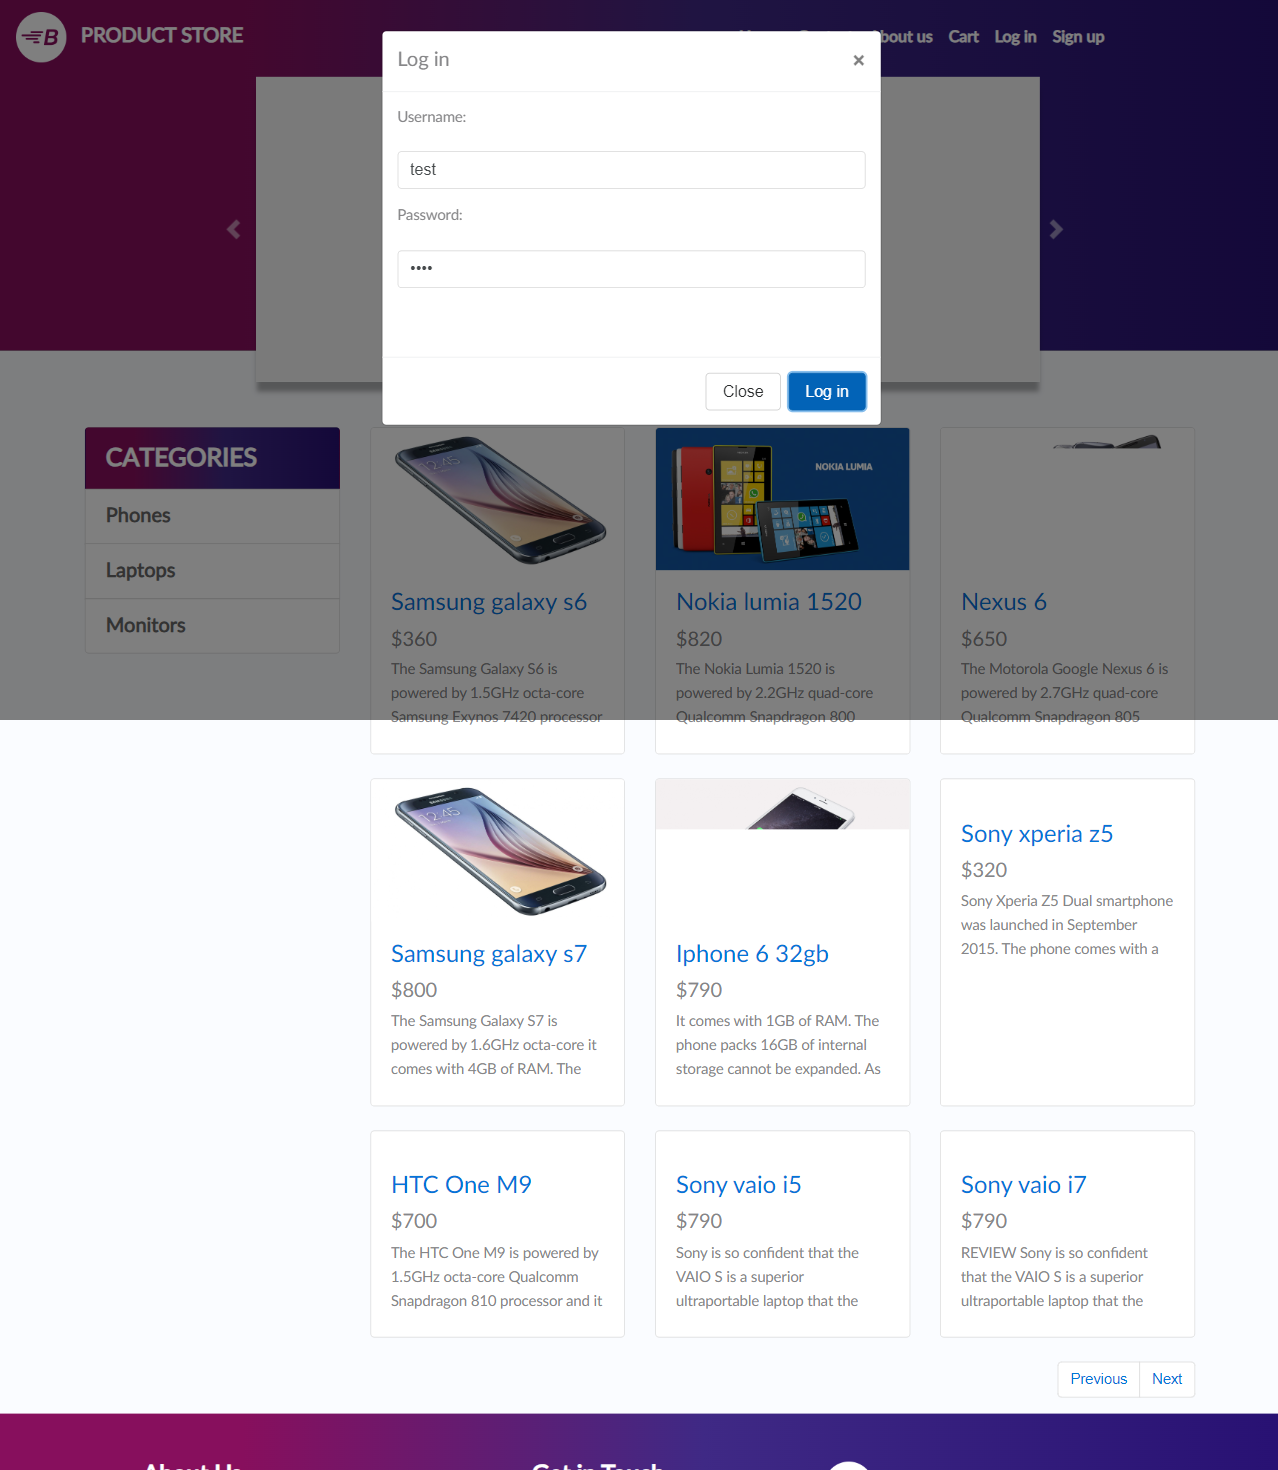 B PRODUCT STORE
bout us Cart Log in Sign up
Log in ×
Username:
test
Password:
••••
Close Log in
CATEGORIES
Phones
Laptops
Monitors
12:45
Samsung galaxy s6
$360
The Samsung Galaxy S6 is
powered by 1.5GHz octa-core
Samsung Exynos 7420 processor
NOKIA LUMIA
Nokia lumia 1520
$820
The Nokia Lumia 1520 is
powered by 2.2GHz quad-core
Qualcomm Snapdragon 800
Nexus 6
$650
The Motorola Google Nexus 6 is
powered by 2.7GHz quad-core
Qualcomm Snapdragon 805
SAMSUNG
12:45
Samsung galaxy s7
$800
The Samsung Galaxy S7 is
powered by 1.6GHz octa-core it
comes with 4GB of RAM. The
Iphone 6 32gb
$790
It comes with 1GB of RAM. The
phone packs 16GB of internal
storage cannot be expanded. As
Sony xperia z5
$320
Sony Xperia Z5 Dual smartphone
was launched in September
2015. The phone comes with a
HTC One M9
$700
The HTC One M9 is powered by
1.5GHz octa-core Qualcomm
Snapdragon 810 processor and it
Sony vaio i5
$790
Sony is so confident that the
VAIO S is a superior
ultraportable laptop that the
Sony vaio i7
$790
REVIEW Sony is so confident
that the VAIO S is a superior
ultraportable laptop that the
Previous Next
About Us Get in Touch